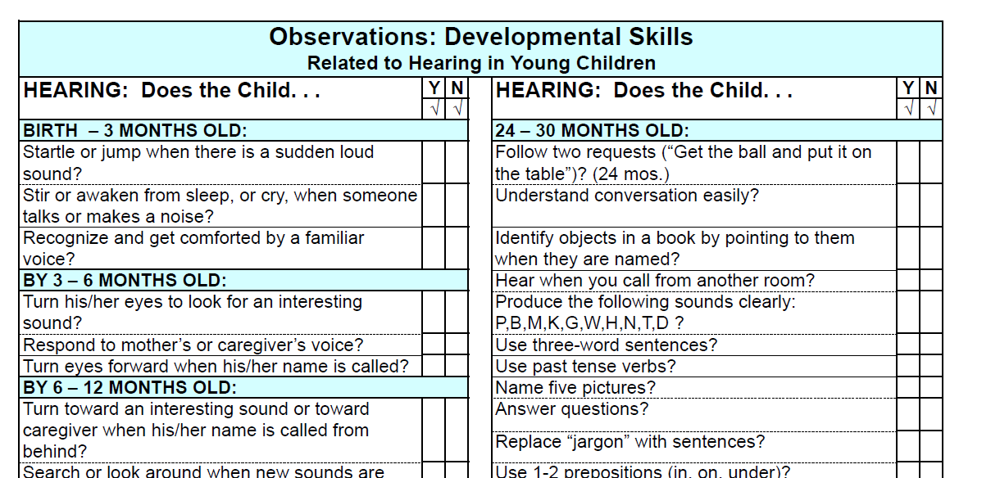 Observations: Developmental Skills
Related to Hearing in Young Children
HEARING:  Does the Child. . .
Y N
√ √
BIRTH  – 3 MONTHS OLD:
Startle or jump when there is a sudden loud
sound?
Stir or awaken from sleep, or cry, when someone
talks or makes a noise?
Recognize and get comforted by a familiar
voice?
BY 3 – 6 MONTHS OLD:
Turn his/her eyes to look for an interesting
sound?
Respond to mother’s or caregiver’s voice?
Turn eyes forward when his/her name is called?
BY 6 – 12 MONTHS OLD:
Turn toward an interesting sound or toward
caregiver when his/her name is called from
behind?
Search or look around when new sounds are
HEARING:  Does the Child. . .
Y N
√ √
24 – 30 MONTHS OLD:
Follow two requests (“Get the ball and put it on
the table”)? (24 mos.)
Understand conversation easily?
Identify objects in a book by pointing to them
when they are named?
Hear when you call from another room?
Produce the following sounds clearly:
P,B,M,K,G,W,H,N,T,D ?
Use three-word sentences?
Use past tense verbs?
Name five pictures?
Answer questions?
Replace “jargon” with sentences?
Use 1-2 prepositions (in, on, under)?